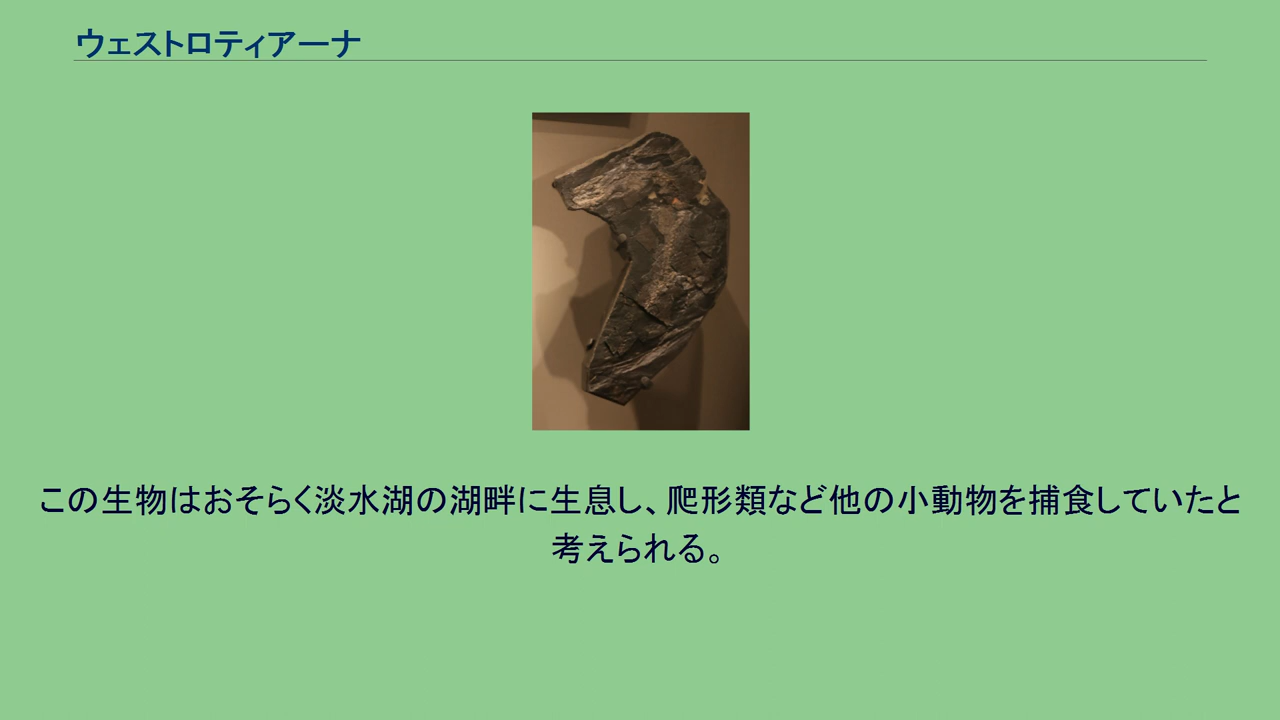 ウェストロティアーナ
この生物はおそらく淡水湖の湖畔に生息し、爬形類など他の小動物を捕食していたと
考えられる。